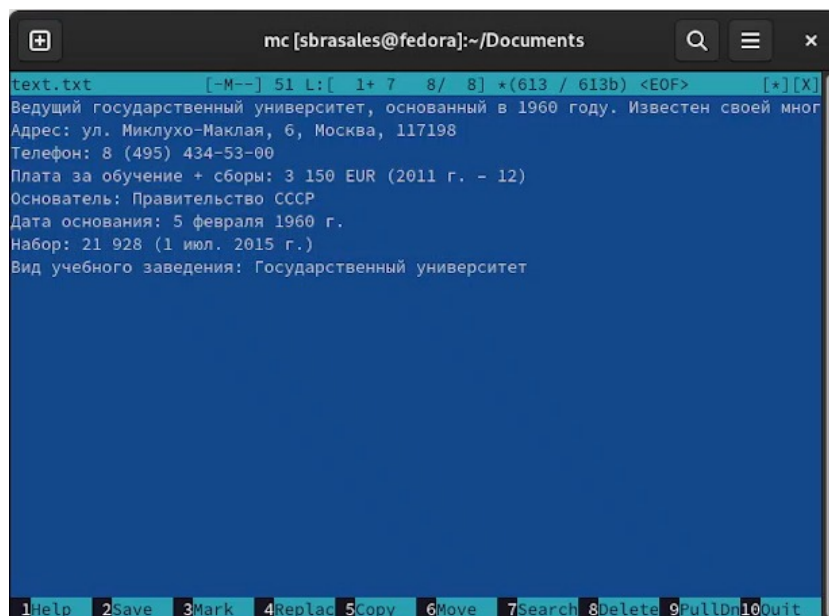 mc [sbrasales@fedora]:~/Documents
text.txt [-M--] 51 L:[ 1+ 7 8/ 8] *(613 / 613b) <EOF> [*][X]
Ведущий государственный университет, основанный в 1960 году. Известен своей мног
Адрес: ул. Миклухо-Маклая, 6, Москва, 117198
Телефон: 8 (495) 434-53-00
Плата за обучение + сборы: 3 150 EUR (2011 г. – 12)
Основатель: Правительство СССР
Дата основания: 5 февраля 1960 г.
Набор: 21 928 (1 июл. 2015 г.)
Вид учебного заведения: Государственный университет
1Help 2Save 3Mark 4Replac 5Copy 6Move 7Search 8Delete 9PullDn 10Quit